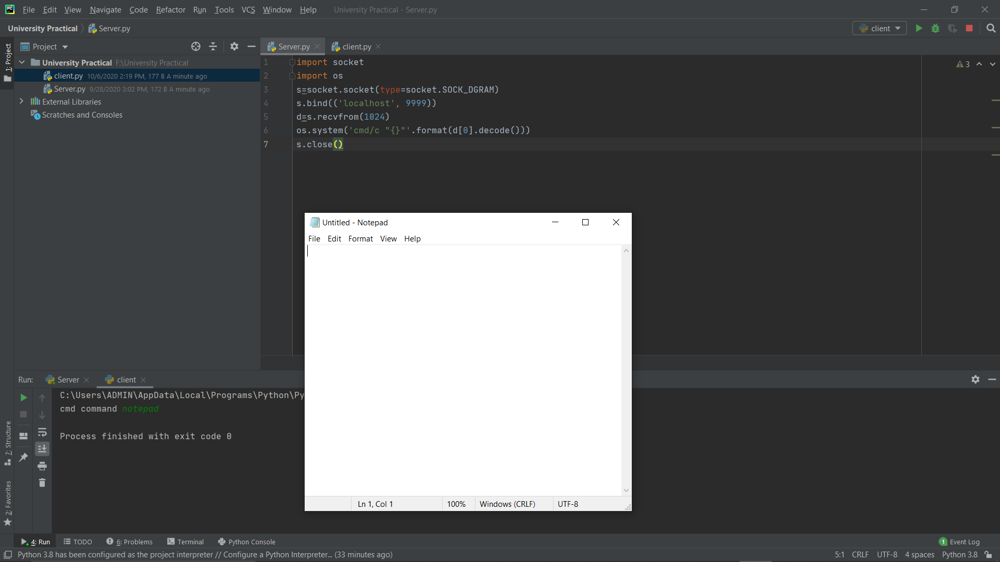 File Edit View Navigate Code Refactor Run Tools VCS Window Help University Practical - Server.py
University Practical Server.py
client
Project
Server.py
client.py
1: Project
University Practical F:\University Practical
client.py 10/6/2020 2:19 PM, 177 B A minute ago
Server.py 9/28/2020 3:02 PM, 172 B A minute ago
External Libraries
Scratches and Consoles
1 import socket
2 import os
3 s=socket.socket(type=socket.SOCK_DGRAM)
4 s.bind(('localhost', 9999))
5 d=s.recvfrom(1024)
6 os.system('cmd/c "{}"'.format(d[0].decode()))
7 s.close()
3
Untitled - Notepad
File Edit Format View Help
Ln 1, Col 1 100% Windows (CRLF) UTF-8
Run: Server client
C:\Users\ADMIN\AppData\Local\Programs\Python\Py
cmd command notepad
Process finished with exit code 0
7: Structure
2: Favorites
4: Run TODO 6: Problems Terminal Python Console
1 Event Log
Python 3.8 has been configured as the project interpreter // Configure a Python Interpreter... (33 minutes ago)
5:1 CRLF UTF-8 4 spaces Python 3.8